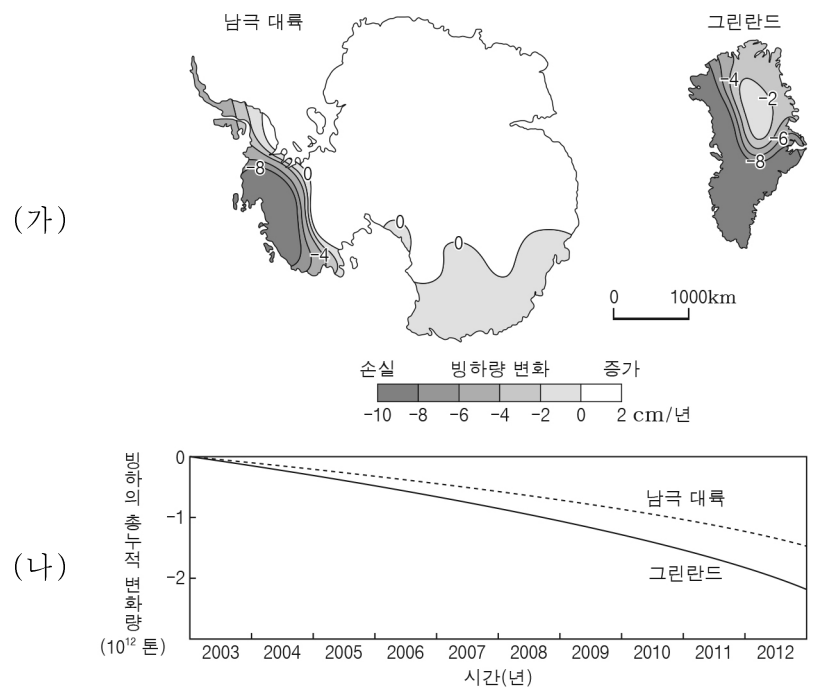 남극 대륙
그린란드
(가)
-8
0
-4
0
0
-4
-2
-6
-8
0 1000km
손실 빙하량 변화 증가
-10 -8 -6 -4 -2 0 2 cm/년
(나)
빙하의 총 누적 변화량
(10¹² 톤)
0
-1
-2
남극 대륙
그린란드
2003 2004 2005 2006 2007 2008 2009 2010 2011 2012
시간(년)